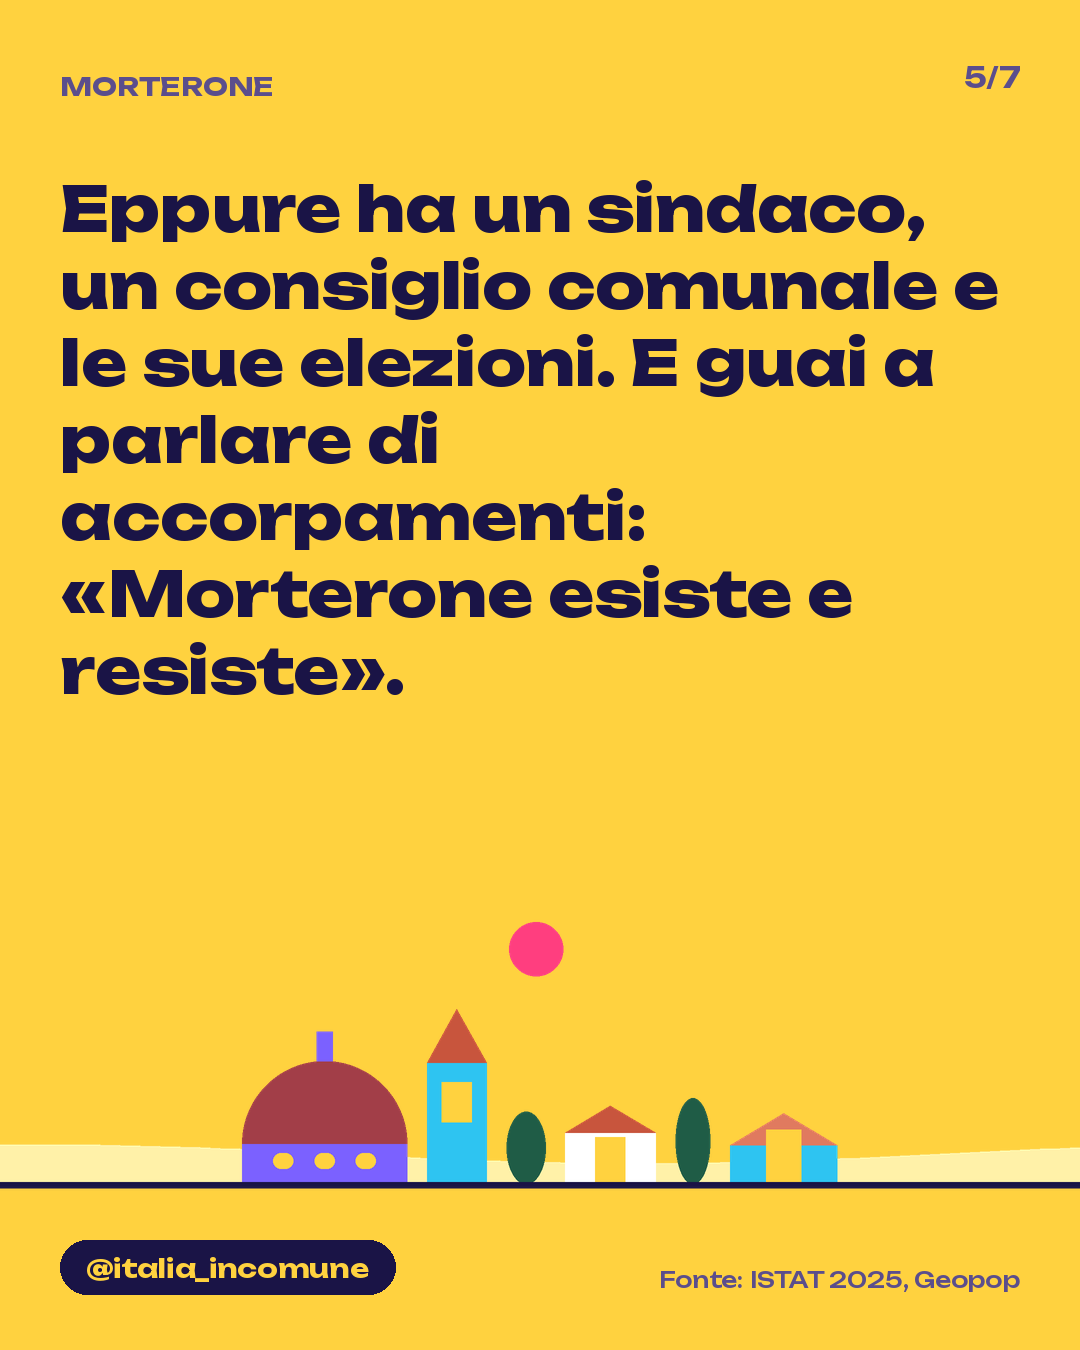 MORTERONE
5/7
Eppure ha un sindaco,
un consiglio comunale e
le sue elezioni. E guai a
parlare di
accorpamenti:
«Morterone esiste e
resiste».
@italia_incomune
Fonte: ISTAT 2025, Geopop